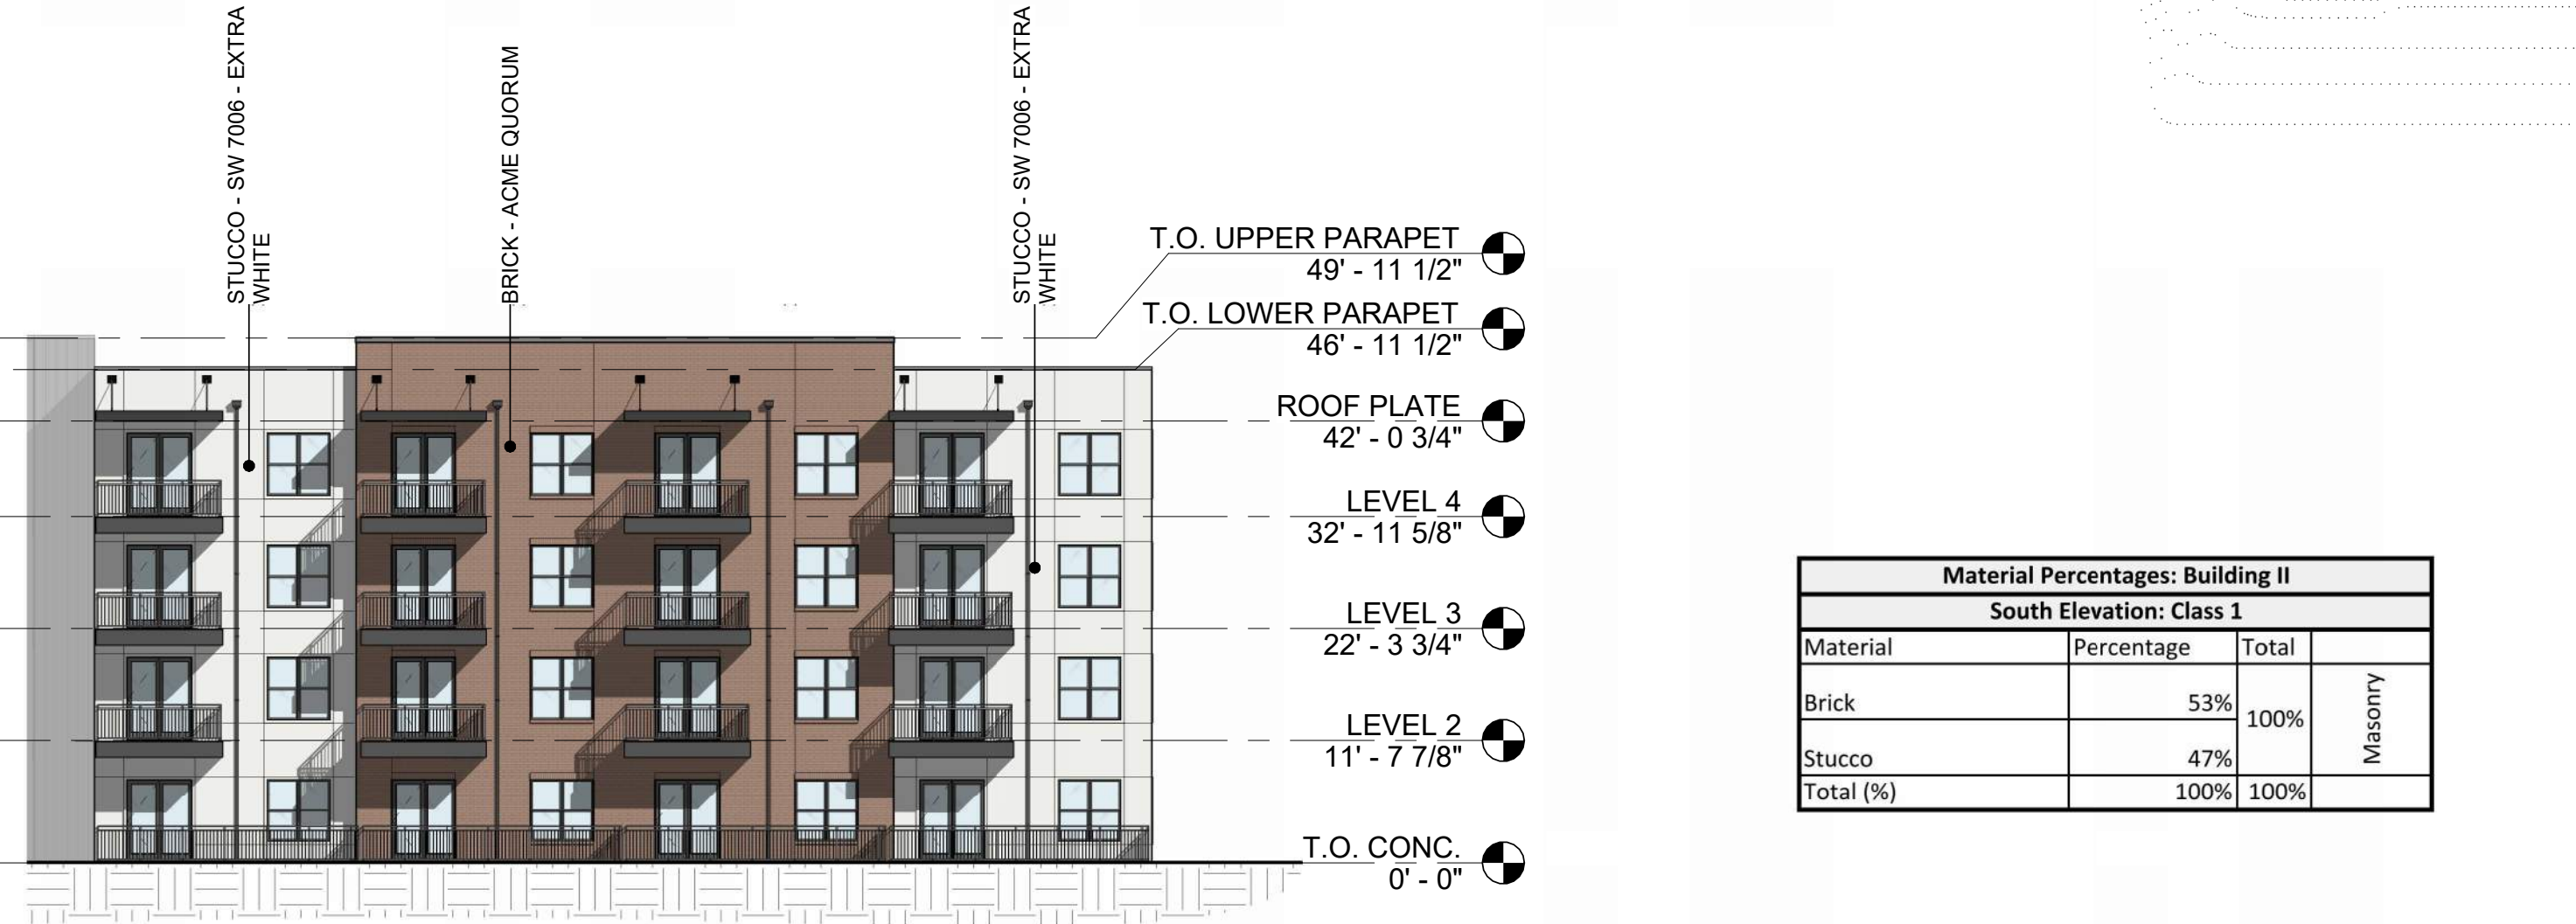 STUCCO - SW 7006 - EXTRA
WHITE
BRICK - ACME QUORUM
STUCCO - SW 7006 - EXTRA
WHITE
T.O. UPPER PARAPET
49' - 11 1/2"
T.O. LOWER PARAPET
46' - 11 1/2"
ROOF PLATE
42' - 0 3/4"
LEVEL 4
32' - 11 5/8"
LEVEL 3
22' - 3 3/4"
LEVEL 2
11' - 7 7/8"
T.O. CONC.
0' - 0"
Material Percentages: Building II
South Elevation: Class 1
Material Percentage Total
Brick 53%
100%
Masonry
Stucco 47%
Total (%) 100% 100%